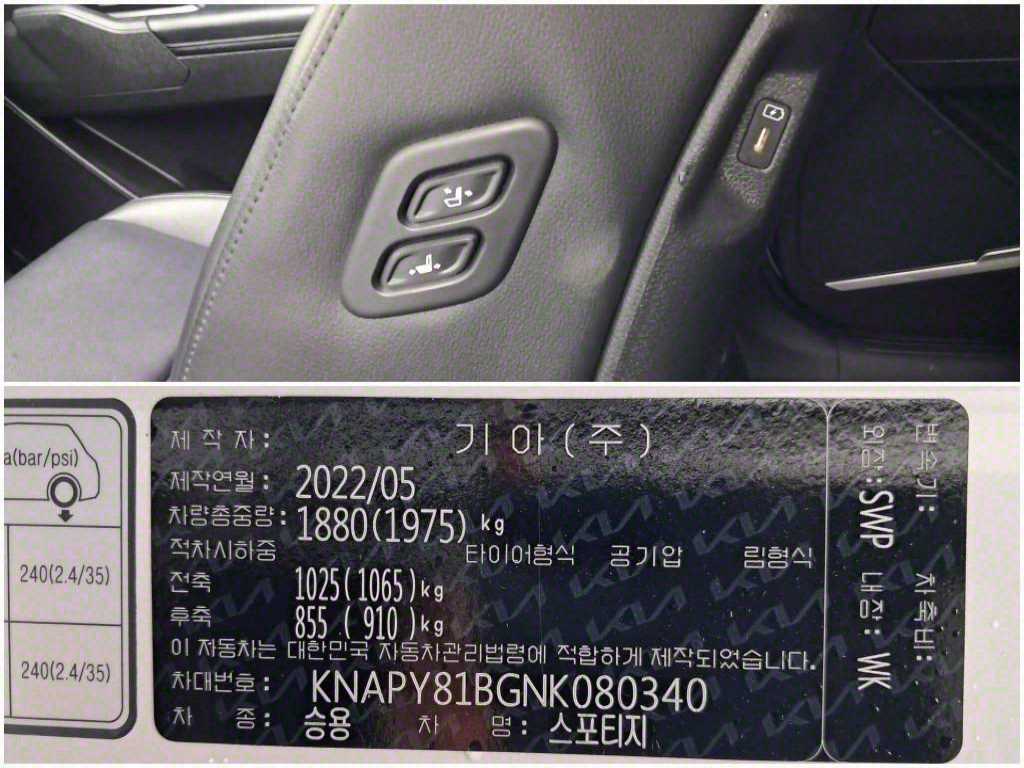 a(bar/psi)
240(2.4/35)
240(2.4/35)
제 작 자 : 기 아 ( 주 )
제작연월 : 2022/05
차량총중량 : 1880(1975) kg
적차시하중 타이어형식 공기압 림형식
전축 1025(1065)kg
후축 855 ( 910 )kg
이 자동차는 대한민국 자동차관리법령에 적합하게 제작되었습니다.
차대번호 : KNAPY81BGNK080340
차 종 : 승용 차 명 : 스포티지
변속기: 차축비:
외장:SWP 내장: WK